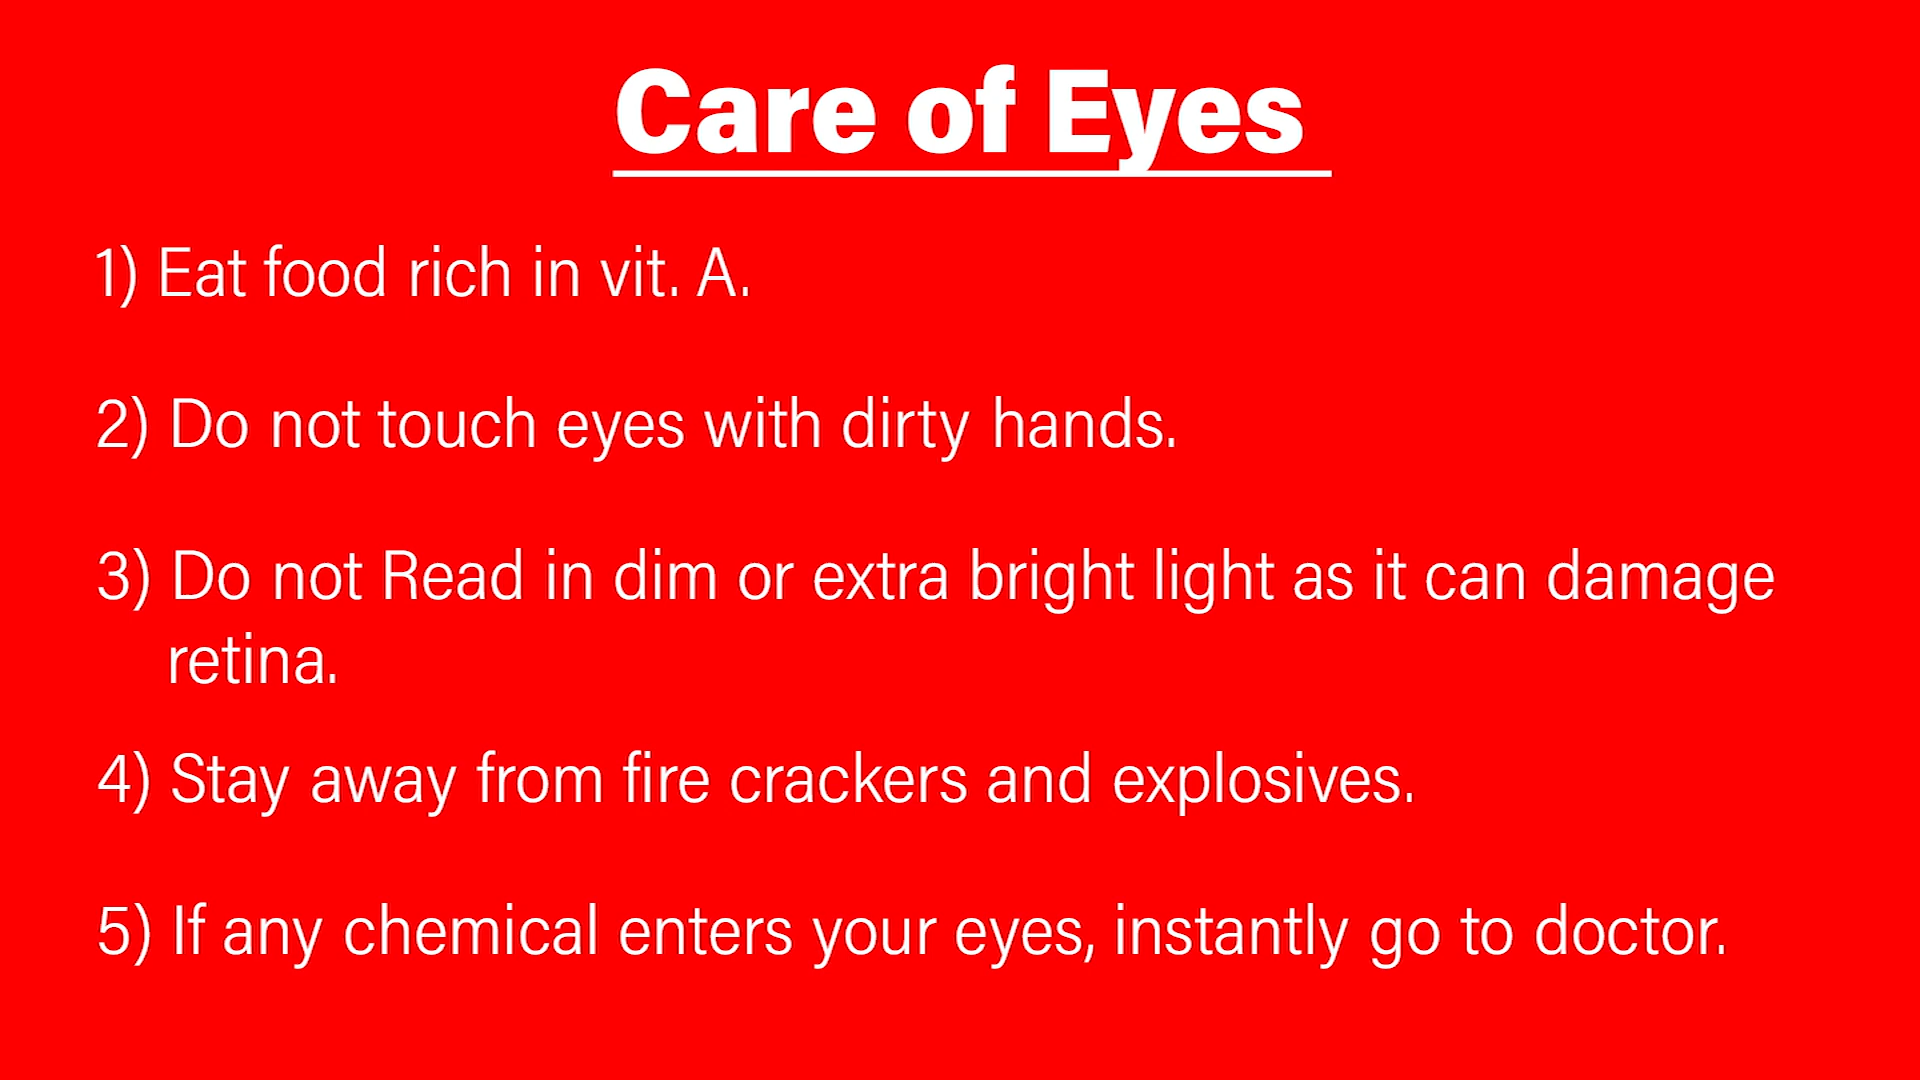 Care of Eyes
1) Eat food rich in vit. A.
2) Do not touch eyes with dirty hands.
3) Do not Read in dim or extra bright light as it can damage
retina.
4) Stay away from fire crackers and explosives.
5) If any chemical enters your eyes, instantly go to doctor.